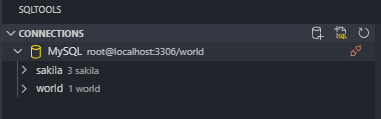 SQLTOOLS
CONNECTIONS
MySQL root@localhost:3306/world
sakila 3 sakila
world 1 world